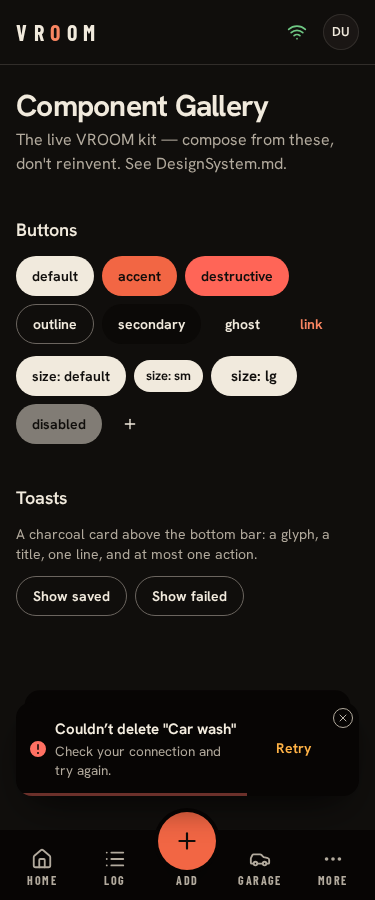 VROOM
DU
Component Gallery
The live VROOM kit — compose from these,
don't reinvent. See DesignSystem.md.
Buttons
default accent destructive
outline secondary ghost link
size: default size: sm size: lg
disabled +
Toasts
A charcoal card above the bottom bar: a glyph, a
title, one line, and at most one action.
Show saved Show failed
Couldn’t delete "Car wash"
Check your connection and
try again.
Retry
HOME LOG ADD GARAGE MORE